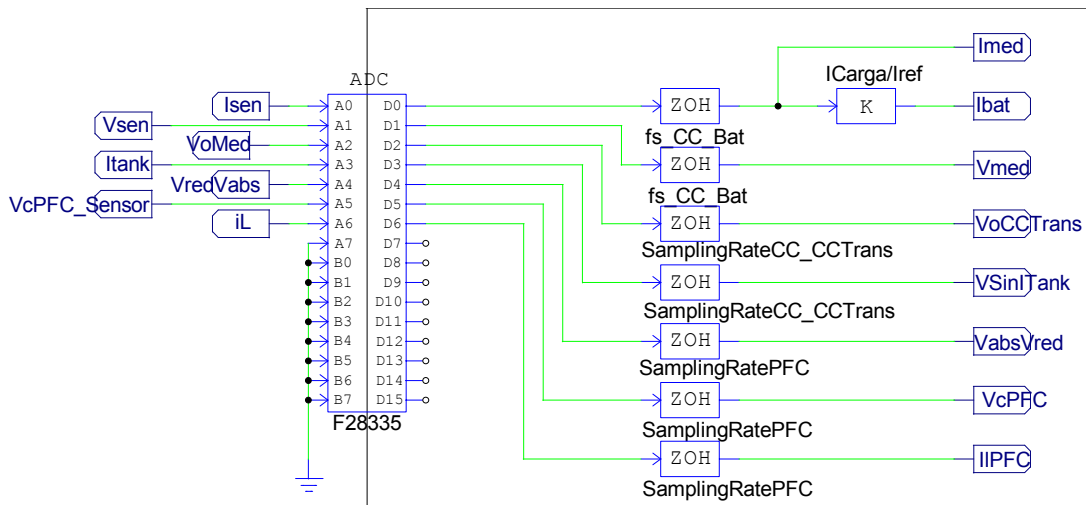 Imed
ADC
ICarga/Iref
Isen
A0
D0
ZOH
K
Ibat
Vsen
A1
D1
fs_CC_Bat
VoMed
A2
D2
ZOH
Vmed
Itank
A3
D3
fs_CC_Bat
VredVabs
A4
D4
VcPFC_Sensor
A5
D5
ZOH
VoCCTrans
iL
A6
D6
SamplingRateCC_CCTrans
A7
D7
B0
D8
ZOH
VSinITank
B1
D9
SamplingRateCC_CCTrans
B2
D10
B3
D11
ZOH
VabsVred
B4
D12
SamplingRatePFC
B5
D13
B6
D14
ZOH
VcPFC
B7
D15
F28335
SamplingRatePFC
ZOH
IIPFC
SamplingRatePFC